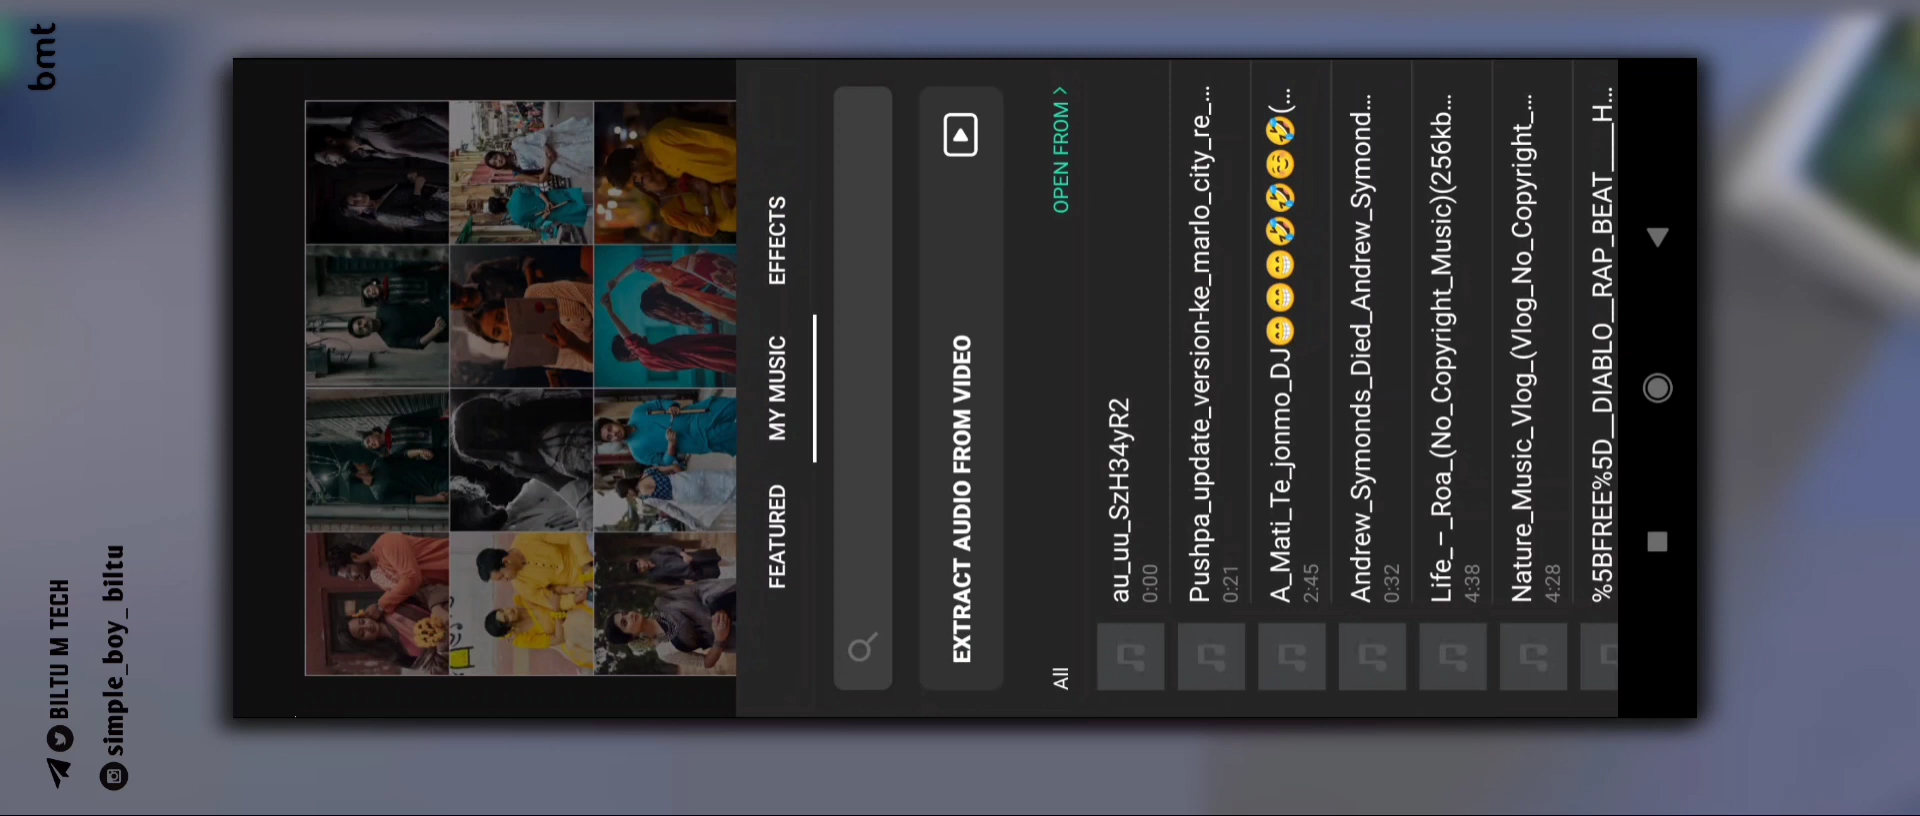 bmt
BILTU M TECH
simple_boy_ biltu
FEATURED MY MUSIC EFFECTS
EXTRACT AUDIO FROM VIDEO
All OPEN FROM >
au_uu_SzH34yR2
0:00
Pushpa_update_version-ke_marlo_city_re_...
0:21
A_Mati_Te_jonmo_DJ😁😁😁🤣🤣😅🤣(...
2:45
Andrew_Symonds_Died_Andrew_Symond...
0:32
Life_–_Roa_(No_Copyright_Music)(256kb...
4:38
Nature_Music_Vlog_(Vlog_No_Copyright_...
4:28
%5BFREE%5D__DIABLO__RAP_BEAT___H...